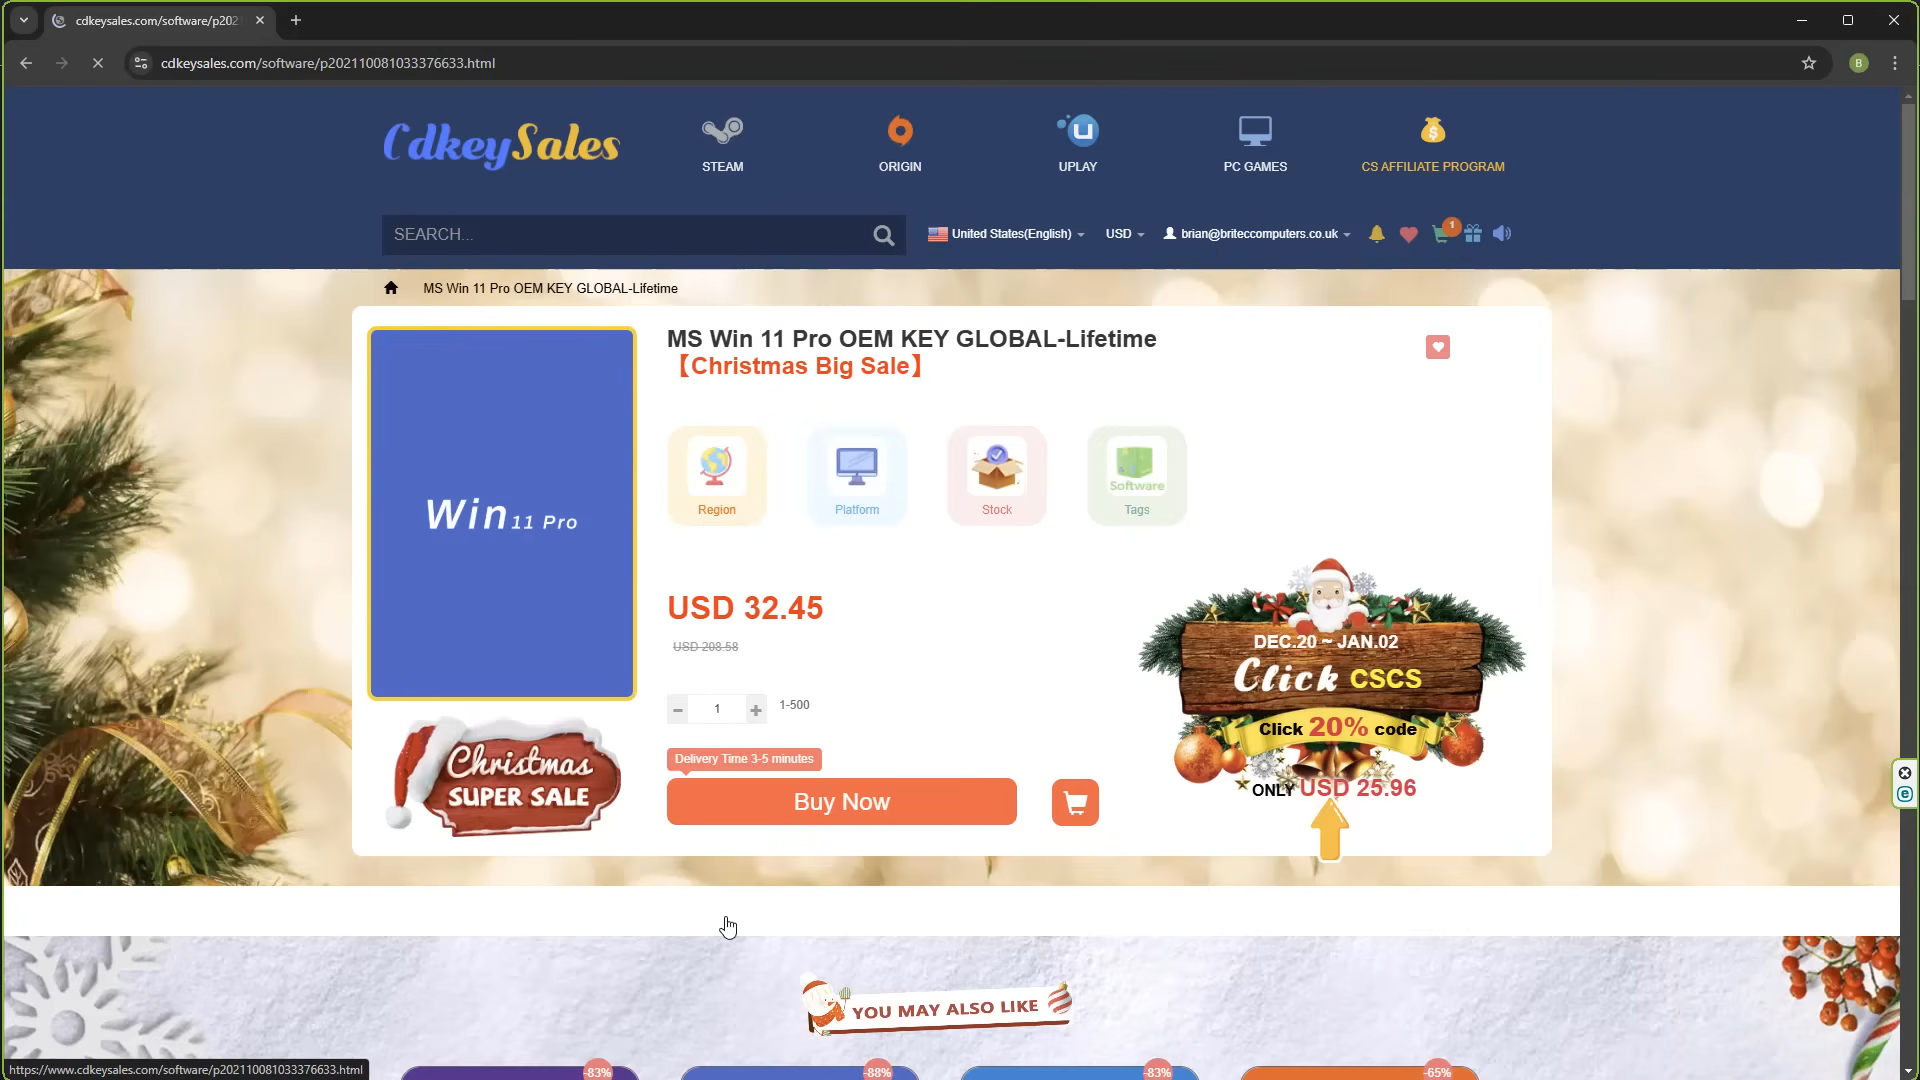 cdkeysales.com/software/p202
cdkeysales.com/software/p202110081033376633.html
B
CdkeySales
STEAM
ORIGIN
UPLAY
PC GAMES
CS AFFILIATE PROGRAM
SEARCH...
United States(English)
USD
brian@briteccomputers.co.uk
1
MS Win 11 Pro OEM KEY GLOBAL-Lifetime
Win 11 Pro
MS Win 11 Pro OEM KEY GLOBAL-Lifetime
【Christmas Big Sale】
Region
Platform
Stock
Software
Tags
USD 32.45
USD 208.58
1
1-500
Delivery Time 3-5 minutes
Buy Now
Christmas
SUPER SALE
DEC.20 ~ JAN.02
Click CSCS
Click 20% code
ONLY USD 25.96
YOU MAY ALSO LIKE
-83%
-88%
-83%
-65%
https://www.cdkeysales.com/software/p202110081033376633.html